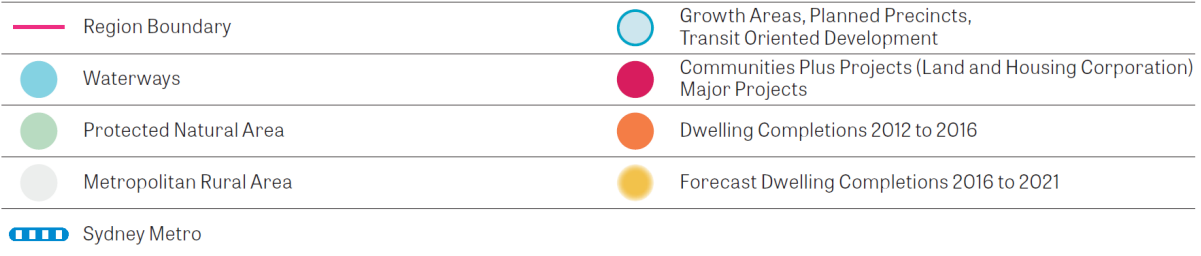 Region Boundary
Growth Areas, Planned Precincts,
Transit Oriented Development
Waterways
Communities Plus Projects (Land and Housing Corporation)
Major Projects
Protected Natural Area
Dwelling Completions 2012 to 2016
Metropolitan Rural Area
Forecast Dwelling Completions 2016 to 2021
Sydney Metro